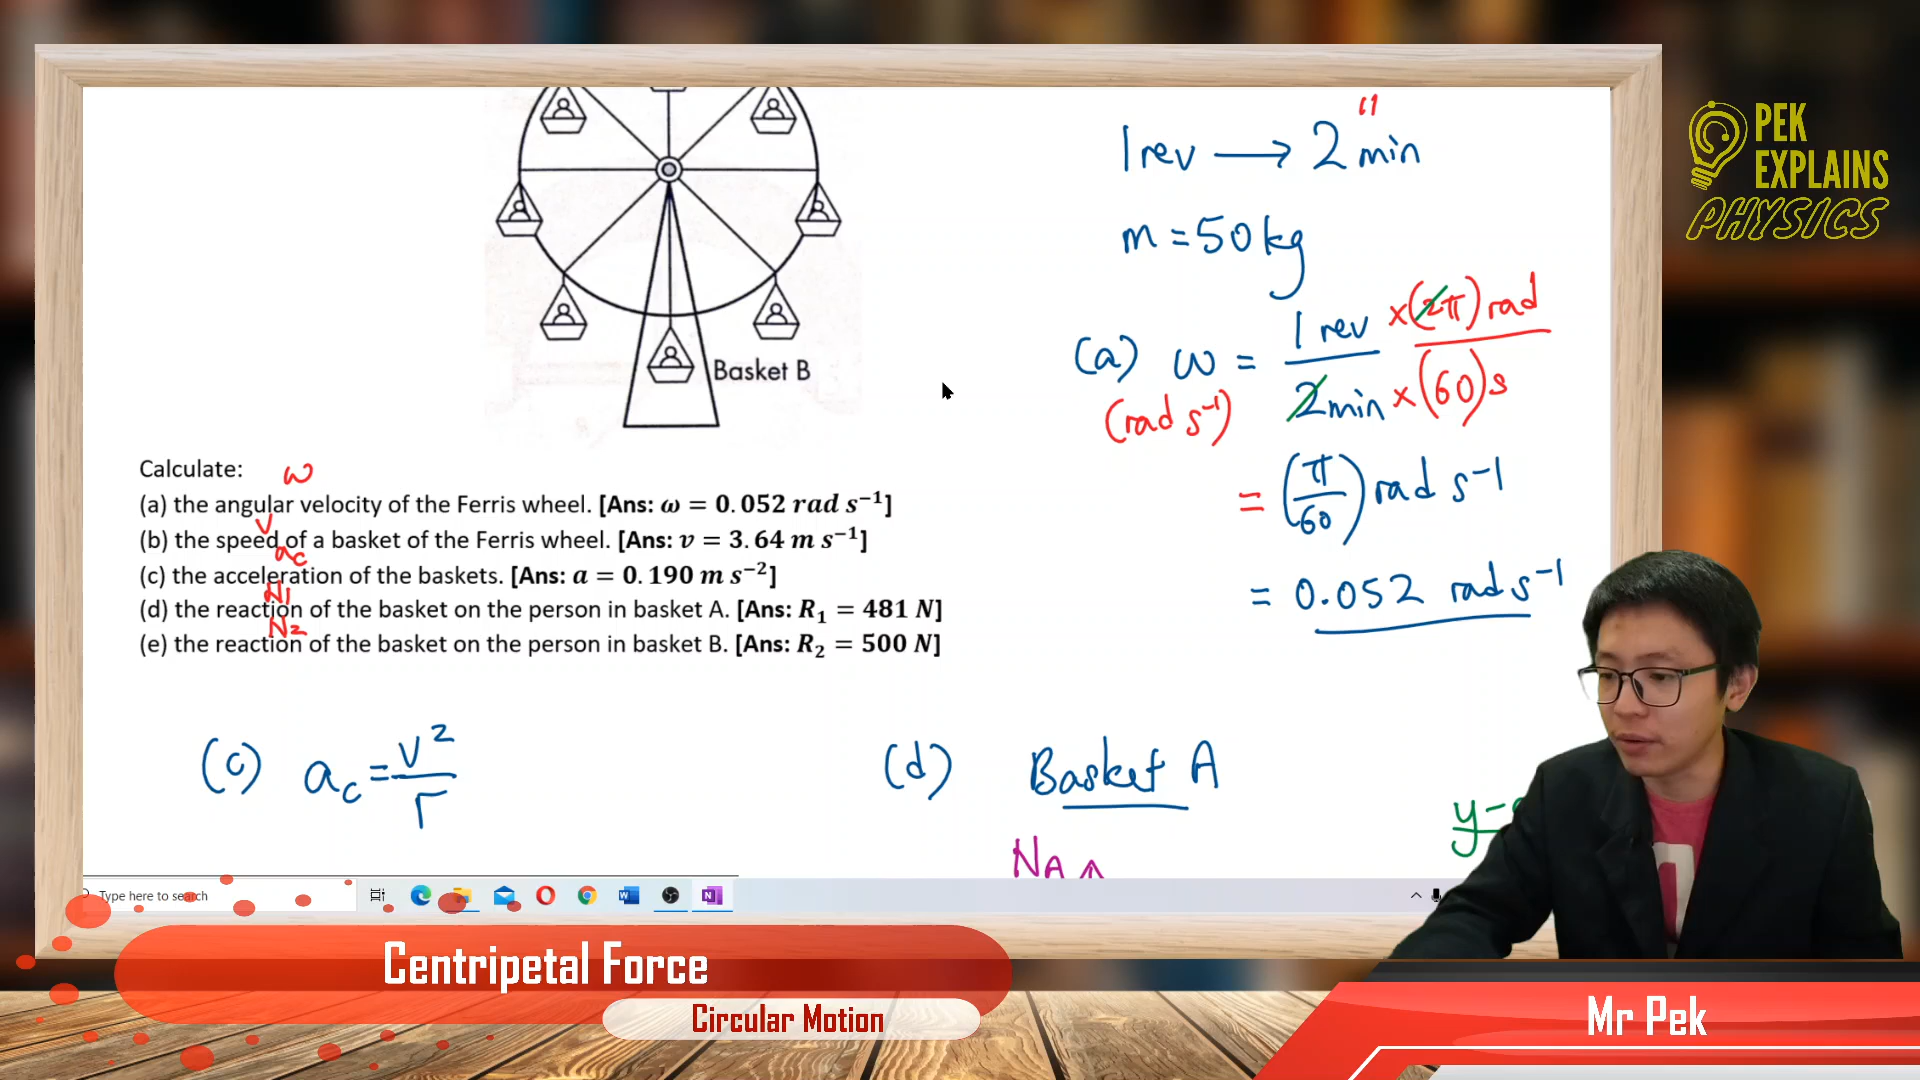 PEK
EXPLAINS
PHYSICS
1 rev → 2 min
m = 50 kg
(a) ω = 1 rev × (2π) rad
2 min × (60) s
(rad s⁻¹)
= (π/60) rad s⁻¹
= 0.052 rad s⁻¹
Basket B
Calculate:
ω
(a) the angular velocity of the Ferris wheel. [Ans: ω = 0.052 rad s⁻¹]
v
(b) the speed of a basket of the Ferris wheel. [Ans: v = 3.64 m s⁻¹]
ac
(c) the acceleration of the baskets. [Ans: a = 0.190 m s⁻²]
N1
(d) the reaction of the basket on the person in basket A. [Ans: R₁ = 481 N]
N2
(e) the reaction of the basket on the person in basket B. [Ans: R₂ = 500 N]
(c) ac = v²/r
(d) Basket A
NA
y-
Type here to search
Centripetal Force
Circular Motion
Mr Pek